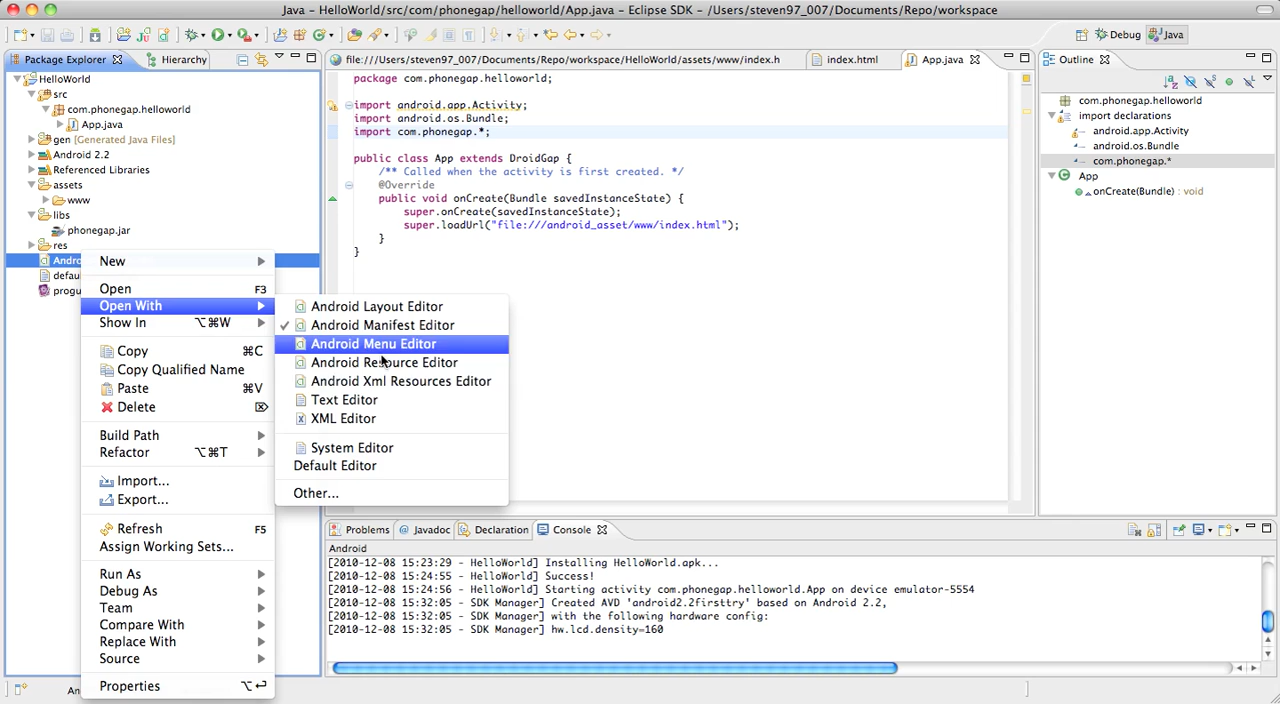 Java – HelloWorld/src/com/phonegap/helloworld/App.java – Eclipse SDK – /Users/steven97_007/Documents/Repo/workspace
Debug
Java
Package Explorer
Hierarchy
HelloWorld
src
com.phonegap.helloworld
App.java
gen [Generated Java Files]
Android 2.2
Referenced Libraries
assets
www
libs
phonegap.jar
res
Andro
defau
progu
An
New
Open F3
Open With
Show In ⌥⌘W
Copy ⌘C
Copy Qualified Name
Paste ⌘V
Delete ⌦
Build Path
Refactor ⌥⌘T
Import...
Export...
Refresh F5
Assign Working Sets...
Run As
Debug As
Team
Compare With
Replace With
Source
Properties ⌥↩
Android Layout Editor
✓ Android Manifest Editor
Android Menu Editor
Android Resource Editor
Android Xml Resources Editor
Text Editor
XML Editor
System Editor
Default Editor
Other...
file:///Users/steven97_007/Documents/Repo/workspace/HelloWorld/assets/www/index.h
index.html
App.java
package com.phonegap.helloworld;
import android.app.Activity;
import android.os.Bundle;
import com.phonegap.*;
public class App extends DroidGap {
/** Called when the activity is first created. */
@Override
public void onCreate(Bundle savedInstanceState) {
super.onCreate(savedInstanceState);
super.loadUrl("file:///android_asset/www/index.html");
}
}
Outline
com.phonegap.helloworld
import declarations
android.app.Activity
android.os.Bundle
com.phonegap.*
App
onCreate(Bundle) : void
Problems
Javadoc
Declaration
Console
Android
[2010-12-08 15:23:29 - HelloWorld] Installing HelloWorld.apk...
[2010-12-08 15:24:55 - HelloWorld] Success!
[2010-12-08 15:24:56 - HelloWorld] Starting activity com.phonegap.helloworld.App on device emulator-5554
[2010-12-08 15:32:05 - SDK Manager] Created AVD 'android2.2firsttry' based on Android 2.2,
[2010-12-08 15:32:05 - SDK Manager] with the following hardware config:
[2010-12-08 15:32:05 - SDK Manager] hw.lcd.density=160